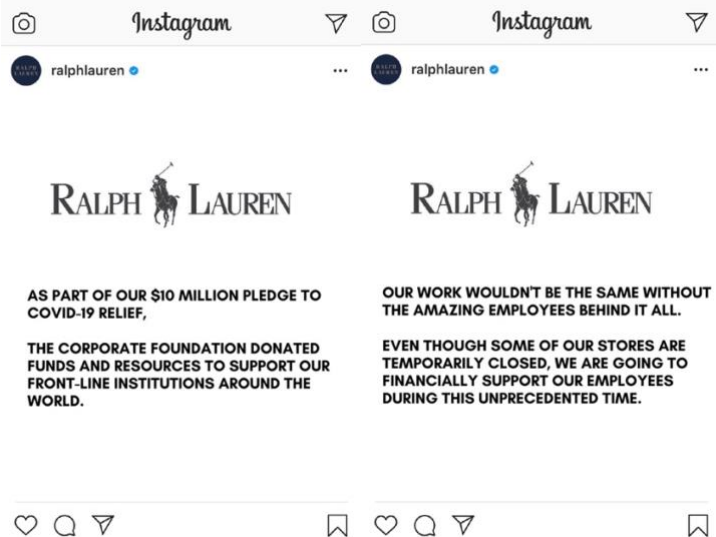 Instagram
ralphlauren
RALPH LAUREN
AS PART OF OUR $10 MILLION PLEDGE TO
COVID-19 RELIEF,
THE CORPORATE FOUNDATION DONATED
FUNDS AND RESOURCES TO SUPPORT OUR
FRONT-LINE INSTITUTIONS AROUND THE
WORLD.
Instagram
ralphlauren
RALPH LAUREN
OUR WORK WOULDN'T BE THE SAME WITHOUT
THE AMAZING EMPLOYEES BEHIND IT ALL.
EVEN THOUGH SOME OF OUR STORES ARE
TEMPORARILY CLOSED, WE ARE GOING TO
FINANCIALLY SUPPORT OUR EMPLOYEES
DURING THIS UNPRECEDENTED TIME.